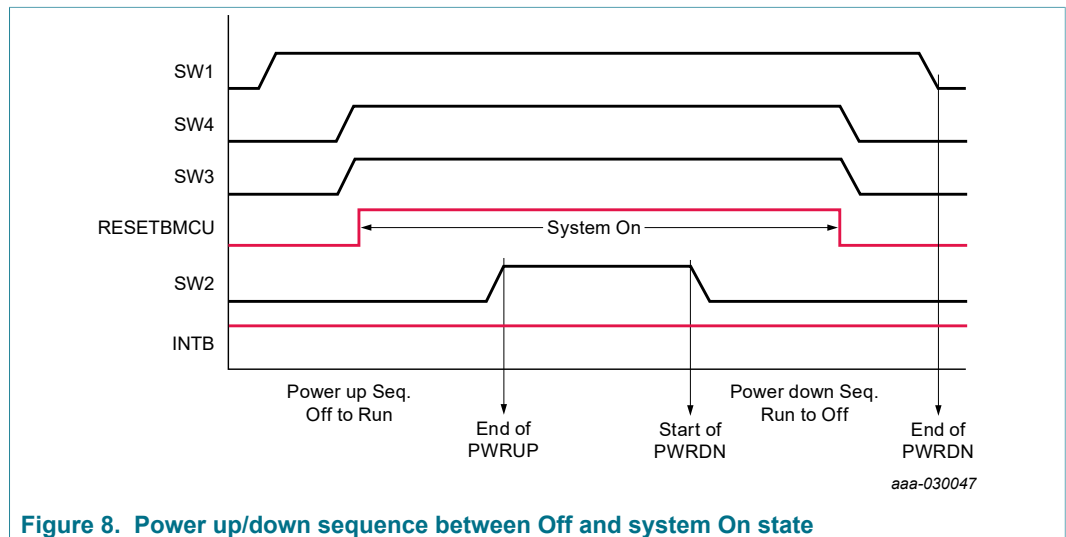 SW1
SW4
SW3
RESETBMCU
System On
SW2
INTB
Power up Seq.
Off to Run
End of
PWRUP
Start of
PWRDN
Power down Seq.
Run to Off
End of
PWRDN
aaa-030047
Figure 8. Power up/down sequence between Off and system On state